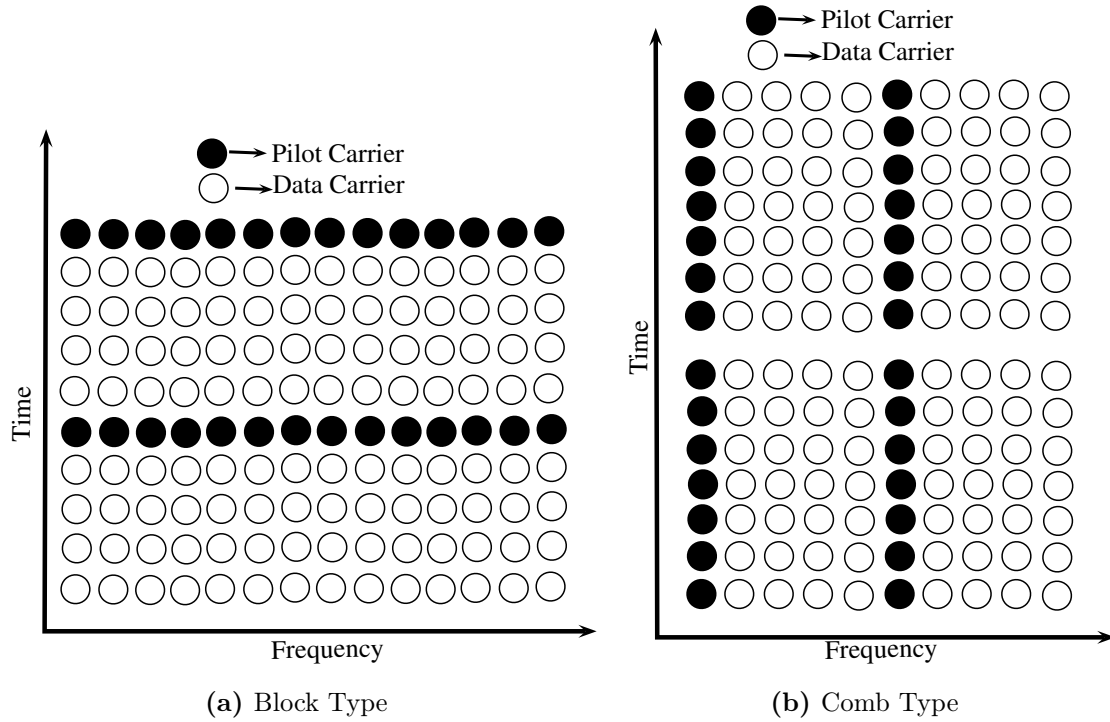 Pilot Carrier
Data Carrier
Time
Frequency
(a) Block Type
Pilot Carrier
Data Carrier
Time
Frequency
(b) Comb Type